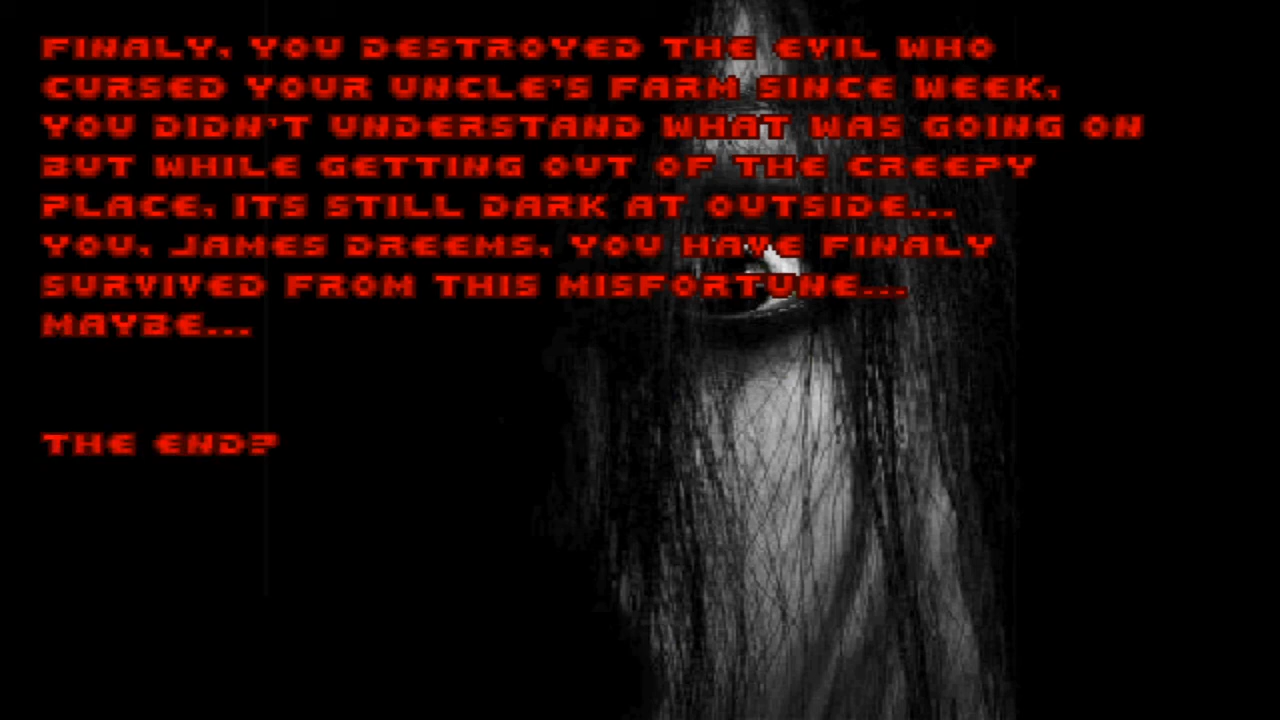 FINALY, YOU DESTROYED THE EVIL WHO
CURSED YOUR UNCLE'S FARM SINCE WEEK,
YOU DIDN'T UNDERSTAND WHAT WAS GOING ON
BUT WHILE GETTING OUT OF THE CREEPY
PLACE, ITS STILL DARK AT OUTSIDE...
YOU, JAMES DREEMS, YOU HAVE FINALY
SURVIVED FROM THIS MISFORTUNE...
MAYBE...
THE END?